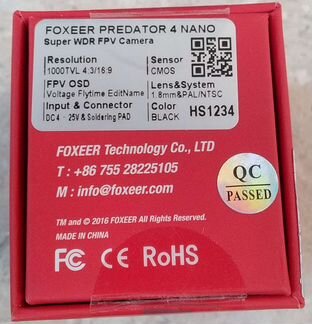 FOXEER PREDATOR 4 NANO
Super WDR FPV Camera
Resolution
1000TVL 4:3/16:9
Sensor
CMOS
FPV OSD
Voltage Flytime EditName
Lens&System
1.8mm&PAL/NTSC
Input & Connector
DC4 - 25V & Soldering PAD
Color
BLACK
HS1234
FOXEER Technology Co., LTD
T : +86 755 28225105
M : info@foxeer.com
QC
PASSED
TM and © 2016 FOXEER All Rights Reserved.
MADE IN CHINA
FC CE RoHS